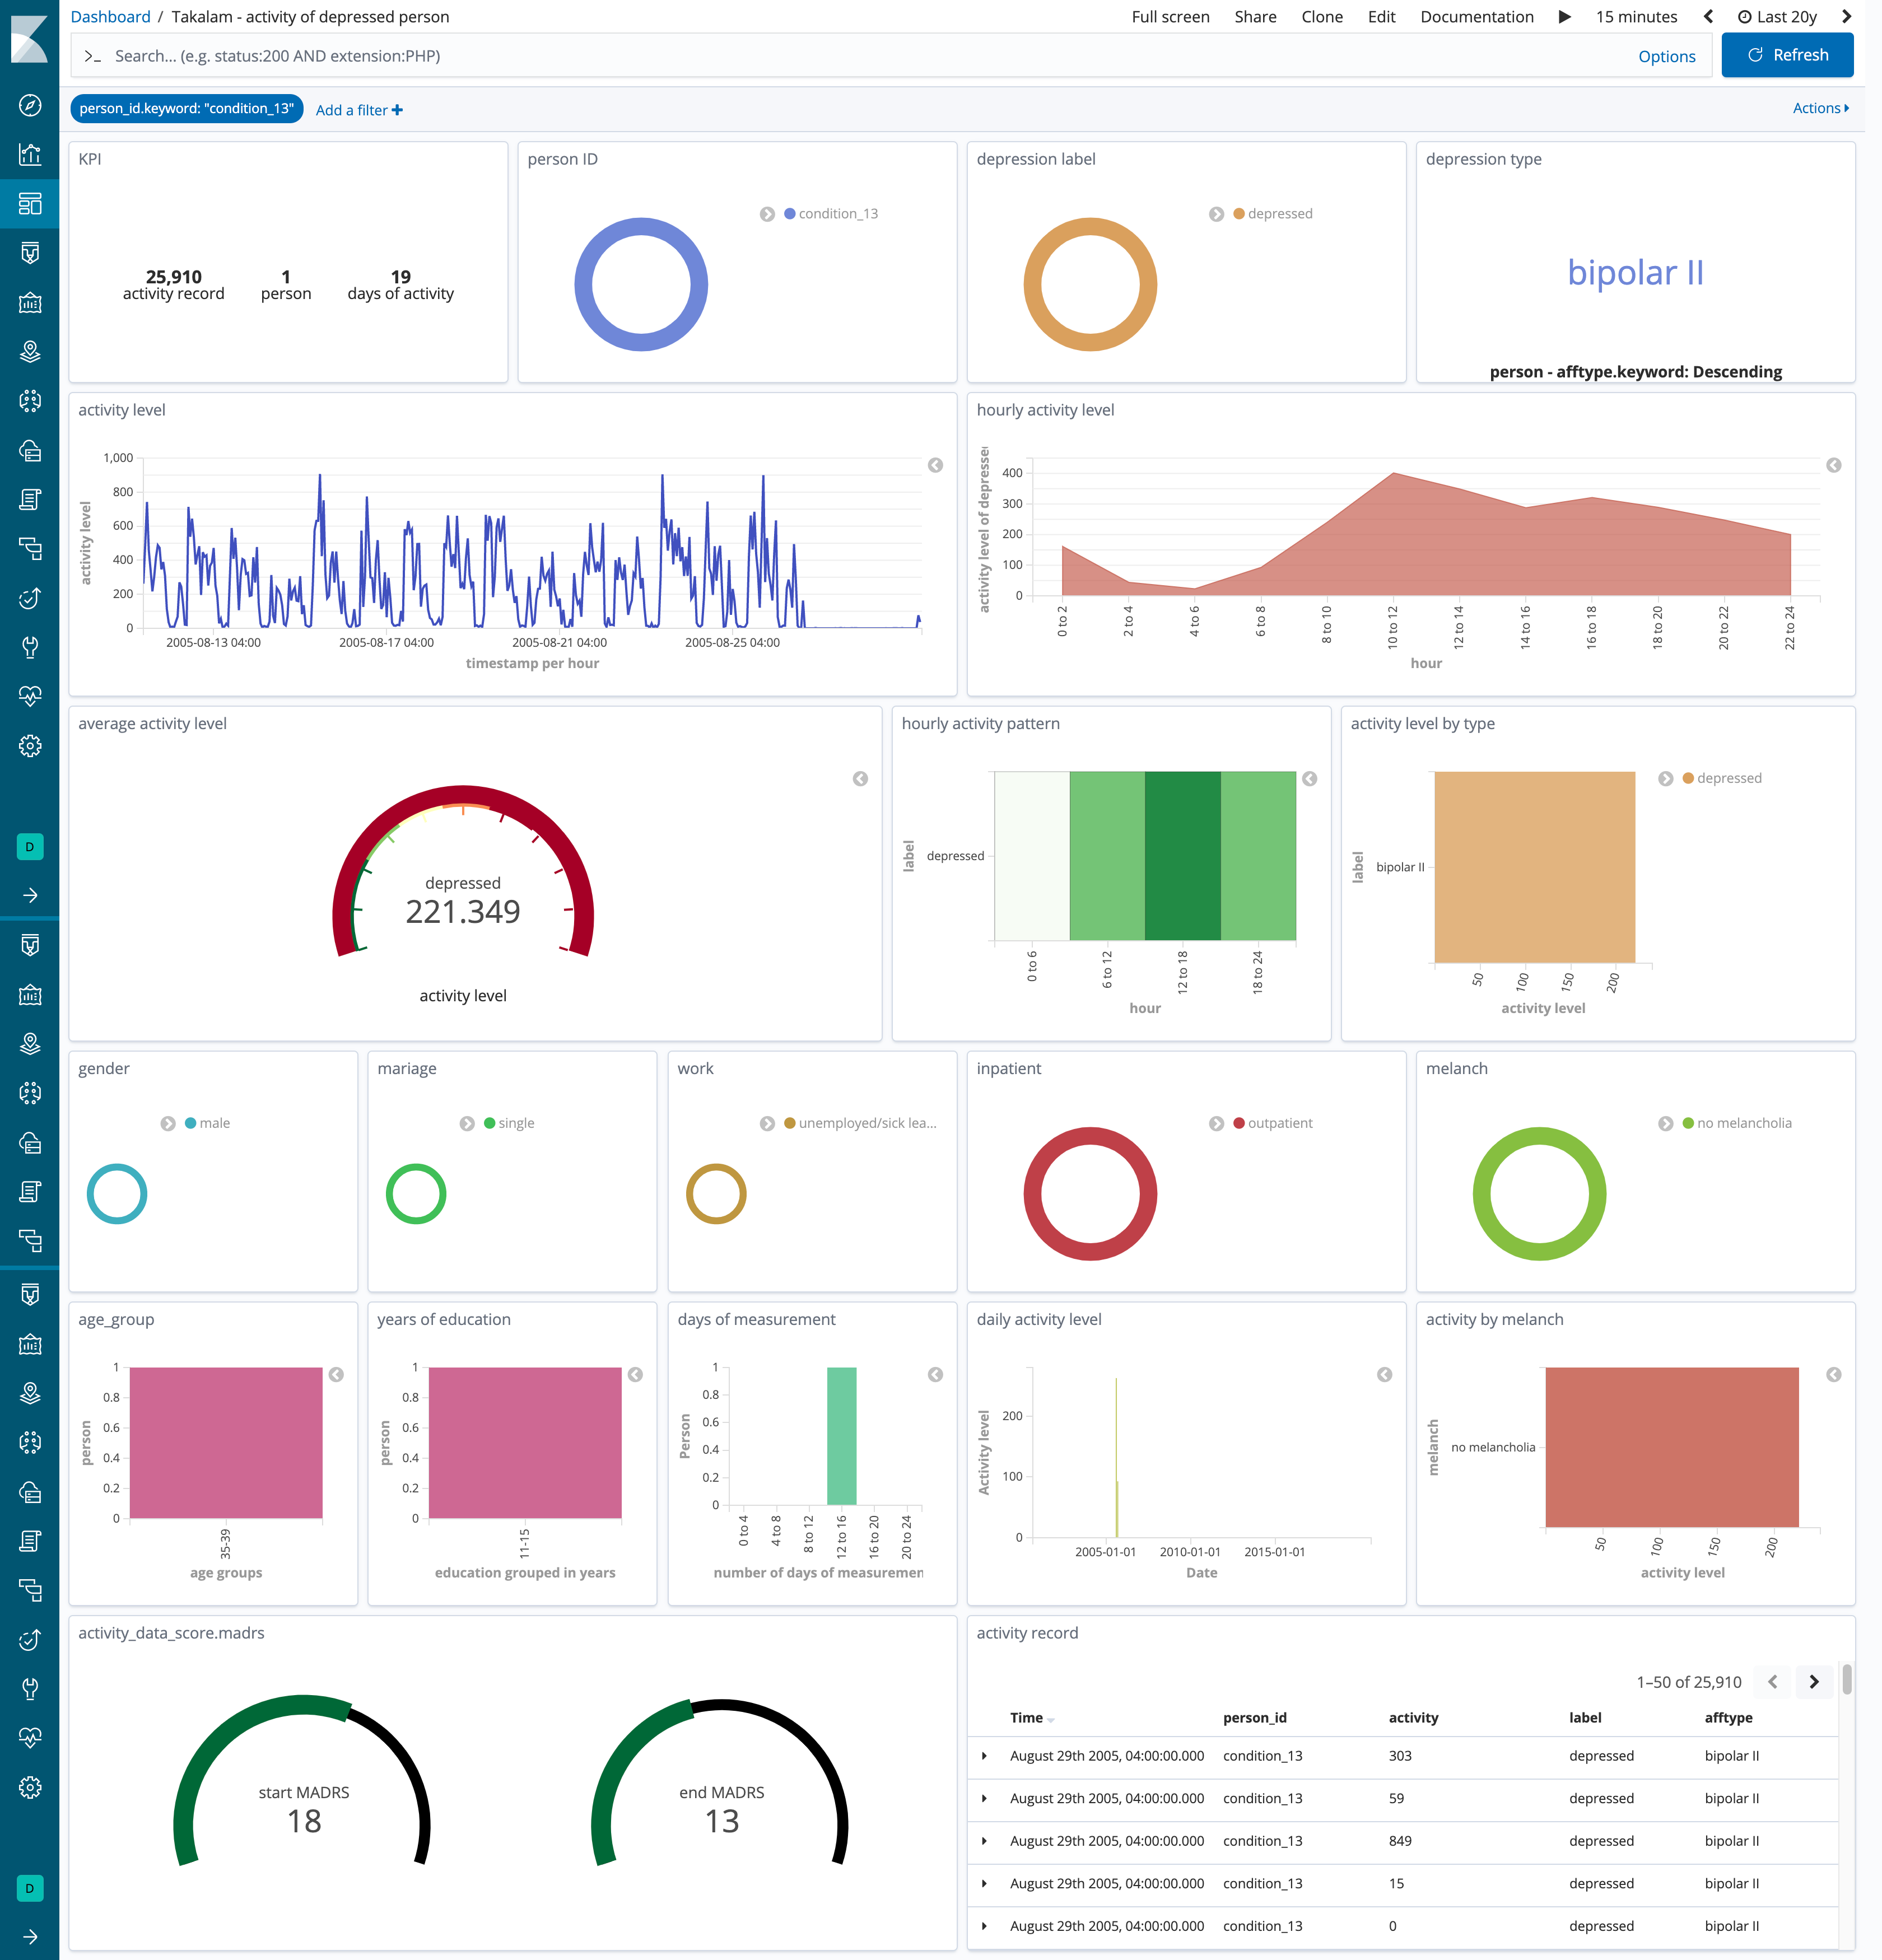 Dashboard / Takalam - activity of depressed person
Full screen Share Clone Edit Documentation 15 minutes Last 20y
>_ Search... (e.g. status:200 AND extension:PHP)
Options
Refresh
person_id.keyword: "condition_13"
Add a filter +
Actions
KPI
25,910
activity record
1
person
19
days of activity
person ID
condition_13
depression label
depressed
depression type
bipolar II
person - afftype.keyword: Descending
activity level
1,000
800
600
400
200
0
activity level
2005-08-13 04:00 2005-08-17 04:00 2005-08-21 04:00 2005-08-25 04:00
timestamp per hour
hourly activity level
activity level of depresse
400
300
200
100
0
0 to 2
2 to 4
4 to 6
6 to 8
8 to 10
10 to 12
12 to 14
14 to 16
16 to 18
18 to 20
20 to 22
22 to 24
hour
average activity level
depressed
221.349
activity level
hourly activity pattern
label
depressed
0 to 6
6 to 12
12 to 18
18 to 24
hour
activity level by type
depressed
label
bipolar II
50
100
150
200
activity level
D
gender
male
mariage
single
work
unemployed/sick lea...
inpatient
outpatient
melanch
no melancholia
age_group
1
0.8
0.6
0.4
0.2
0
person
35-39
age groups
years of education
1
0.8
0.6
0.4
0.2
0
person
11-15
education grouped in years
days of measurement
1
0.8
0.6
0.4
0.2
0
Person
0 to 4
4 to 8
8 to 12
12 to 16
16 to 20
20 to 24
number of days of measuremen
daily activity level
Activity level
200
100
0
2005-01-01 2010-01-01 2015-01-01
Date
activity by melanch
melanch
no melancholia
50
100
150
200
activity level
activity_data_score.madrs
start MADRS
18
end MADRS
13
activity record
1–50 of 25,910
Time person_id activity label afftype
August 29th 2005, 04:00:00.000 condition_13 303 depressed bipolar II
August 29th 2005, 04:00:00.000 condition_13 59 depressed bipolar II
August 29th 2005, 04:00:00.000 condition_13 849 depressed bipolar II
August 29th 2005, 04:00:00.000 condition_13 15 depressed bipolar II
August 29th 2005, 04:00:00.000 condition_13 0 depressed bipolar II
D